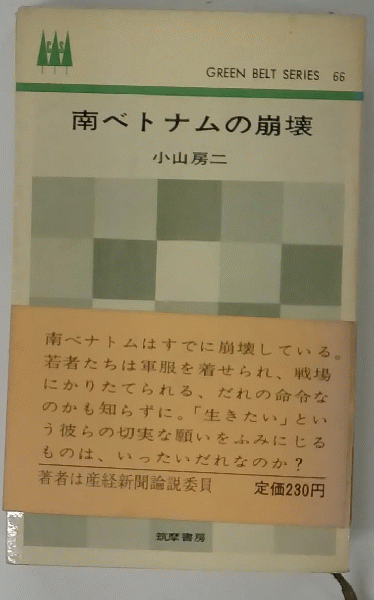 GREEN BELT SERIES 66
南ベトナムの崩壊
小山房二
南ベナトムはすでに崩壊している。
若者たちは軍服を着せられ、戦場
にかりたてられる、だれの命令な
のかも知らずに。「生きたい」とい
う彼らの切実な願いをふみにじる
ものは、いったいだれなのか？
著者は産経新聞論説委員 定価230円
筑摩書房